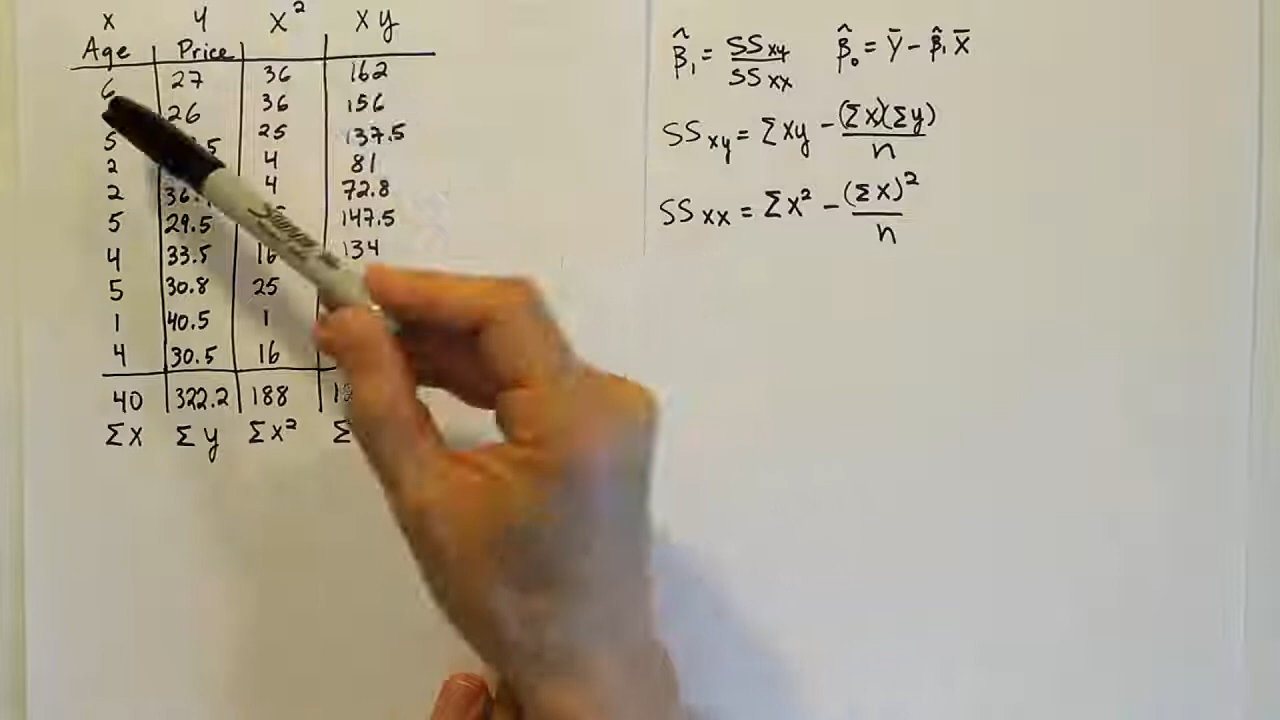 x y x² xy
Age Price
6 27 36 162
26 36 156
5 25 137.5
2 4 81
2 4 72.8
5 29.5 147.5
4 33.5 16 134
5 30.8 25
1 40.5 1
4 30.5 16
40 322.2 188
Σx Σy Σx² Σ
β̂₁ = SSxy / SSxx β̂₀ = ȳ - β̂₁x̄
SSxy = Σxy - (Σx)(Σy) / n
SSxx = Σx² - (Σx)² / n